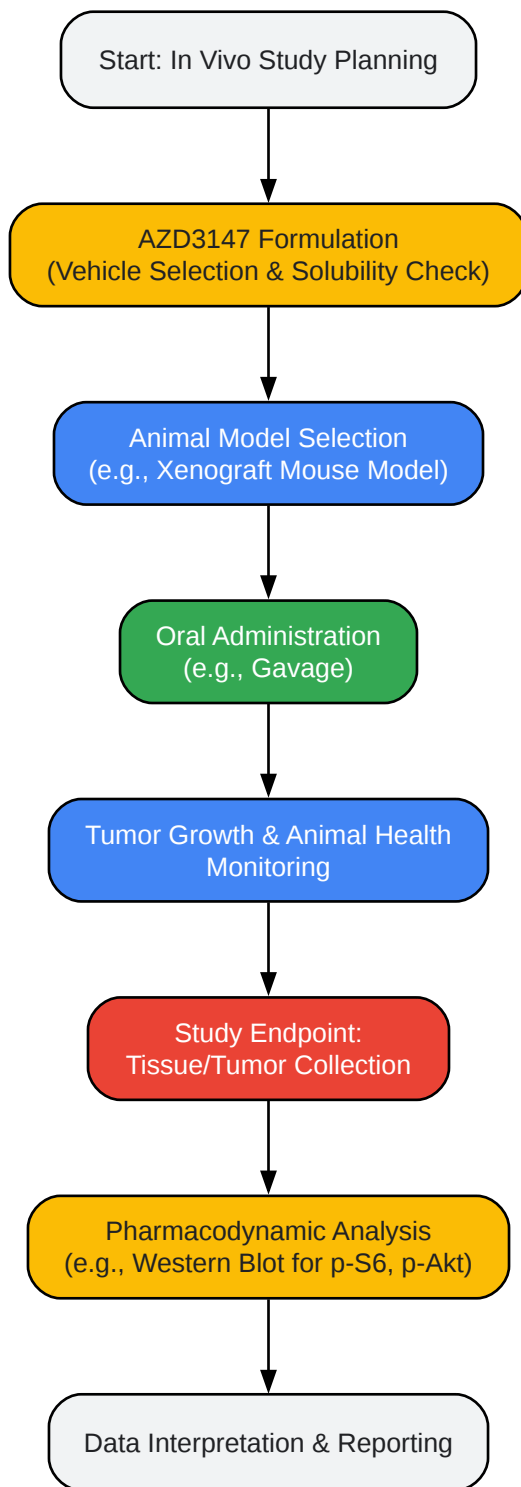 Start: In Vivo Study Planning
AZD3147 Formulation
(Vehicle Selection & Solubility Check)
Animal Model Selection
(e.g., Xenograft Mouse Model)
Oral Administration
(e.g., Gavage)
Tumor Growth & Animal Health
Monitoring
Study Endpoint:
Tissue/Tumor Collection
Pharmacodynamic Analysis
(e.g., Western Blot for p-S6, p-Akt)
Data Interpretation & Reporting